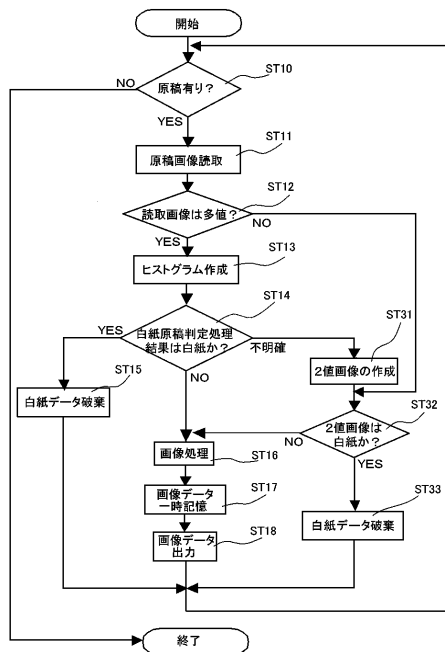 開始
ST10
原稿有り?
NO
YES
ST11
原稿画像読取
ST12
読取画像は多値?
NO
YES
ST13
ヒストグラム作成
ST14
白紙原稿判定処理
結果は白紙か?
YES
不明確
NO
ST31
2値画像の作成
ST15
白紙データ破棄
ST32
2値画像は
白紙か?
NO
YES
画像処理
ST16
画像データ
一時記憶
ST17
画像データ
出力
ST18
ST33
白紙データ破棄
終了